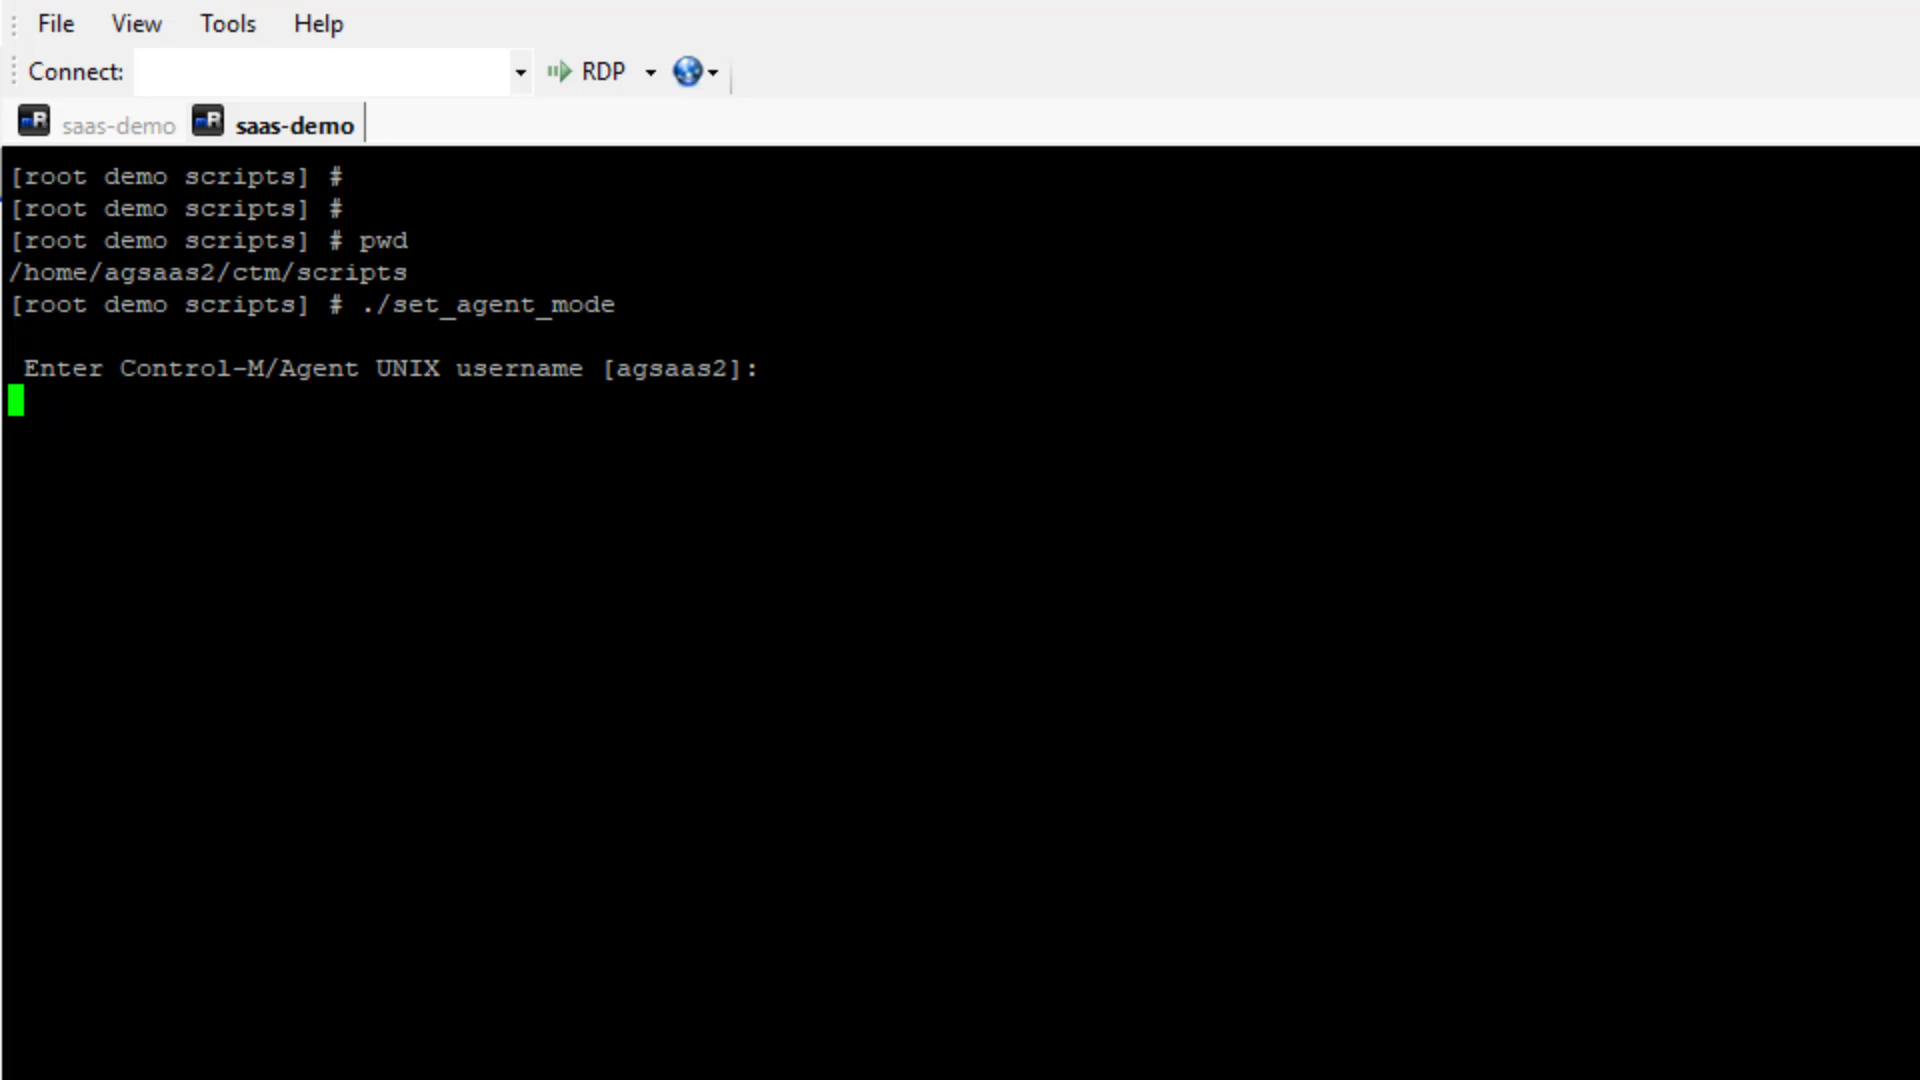 File View Tools Help
Connect: RDP
saas-demo saas-demo
[root demo scripts] #
[root demo scripts] #
[root demo scripts] # pwd
/home/agsaas2/ctm/scripts
[root demo scripts] # ./set_agent_mode
Enter Control-M/Agent UNIX username [agsaas2]: